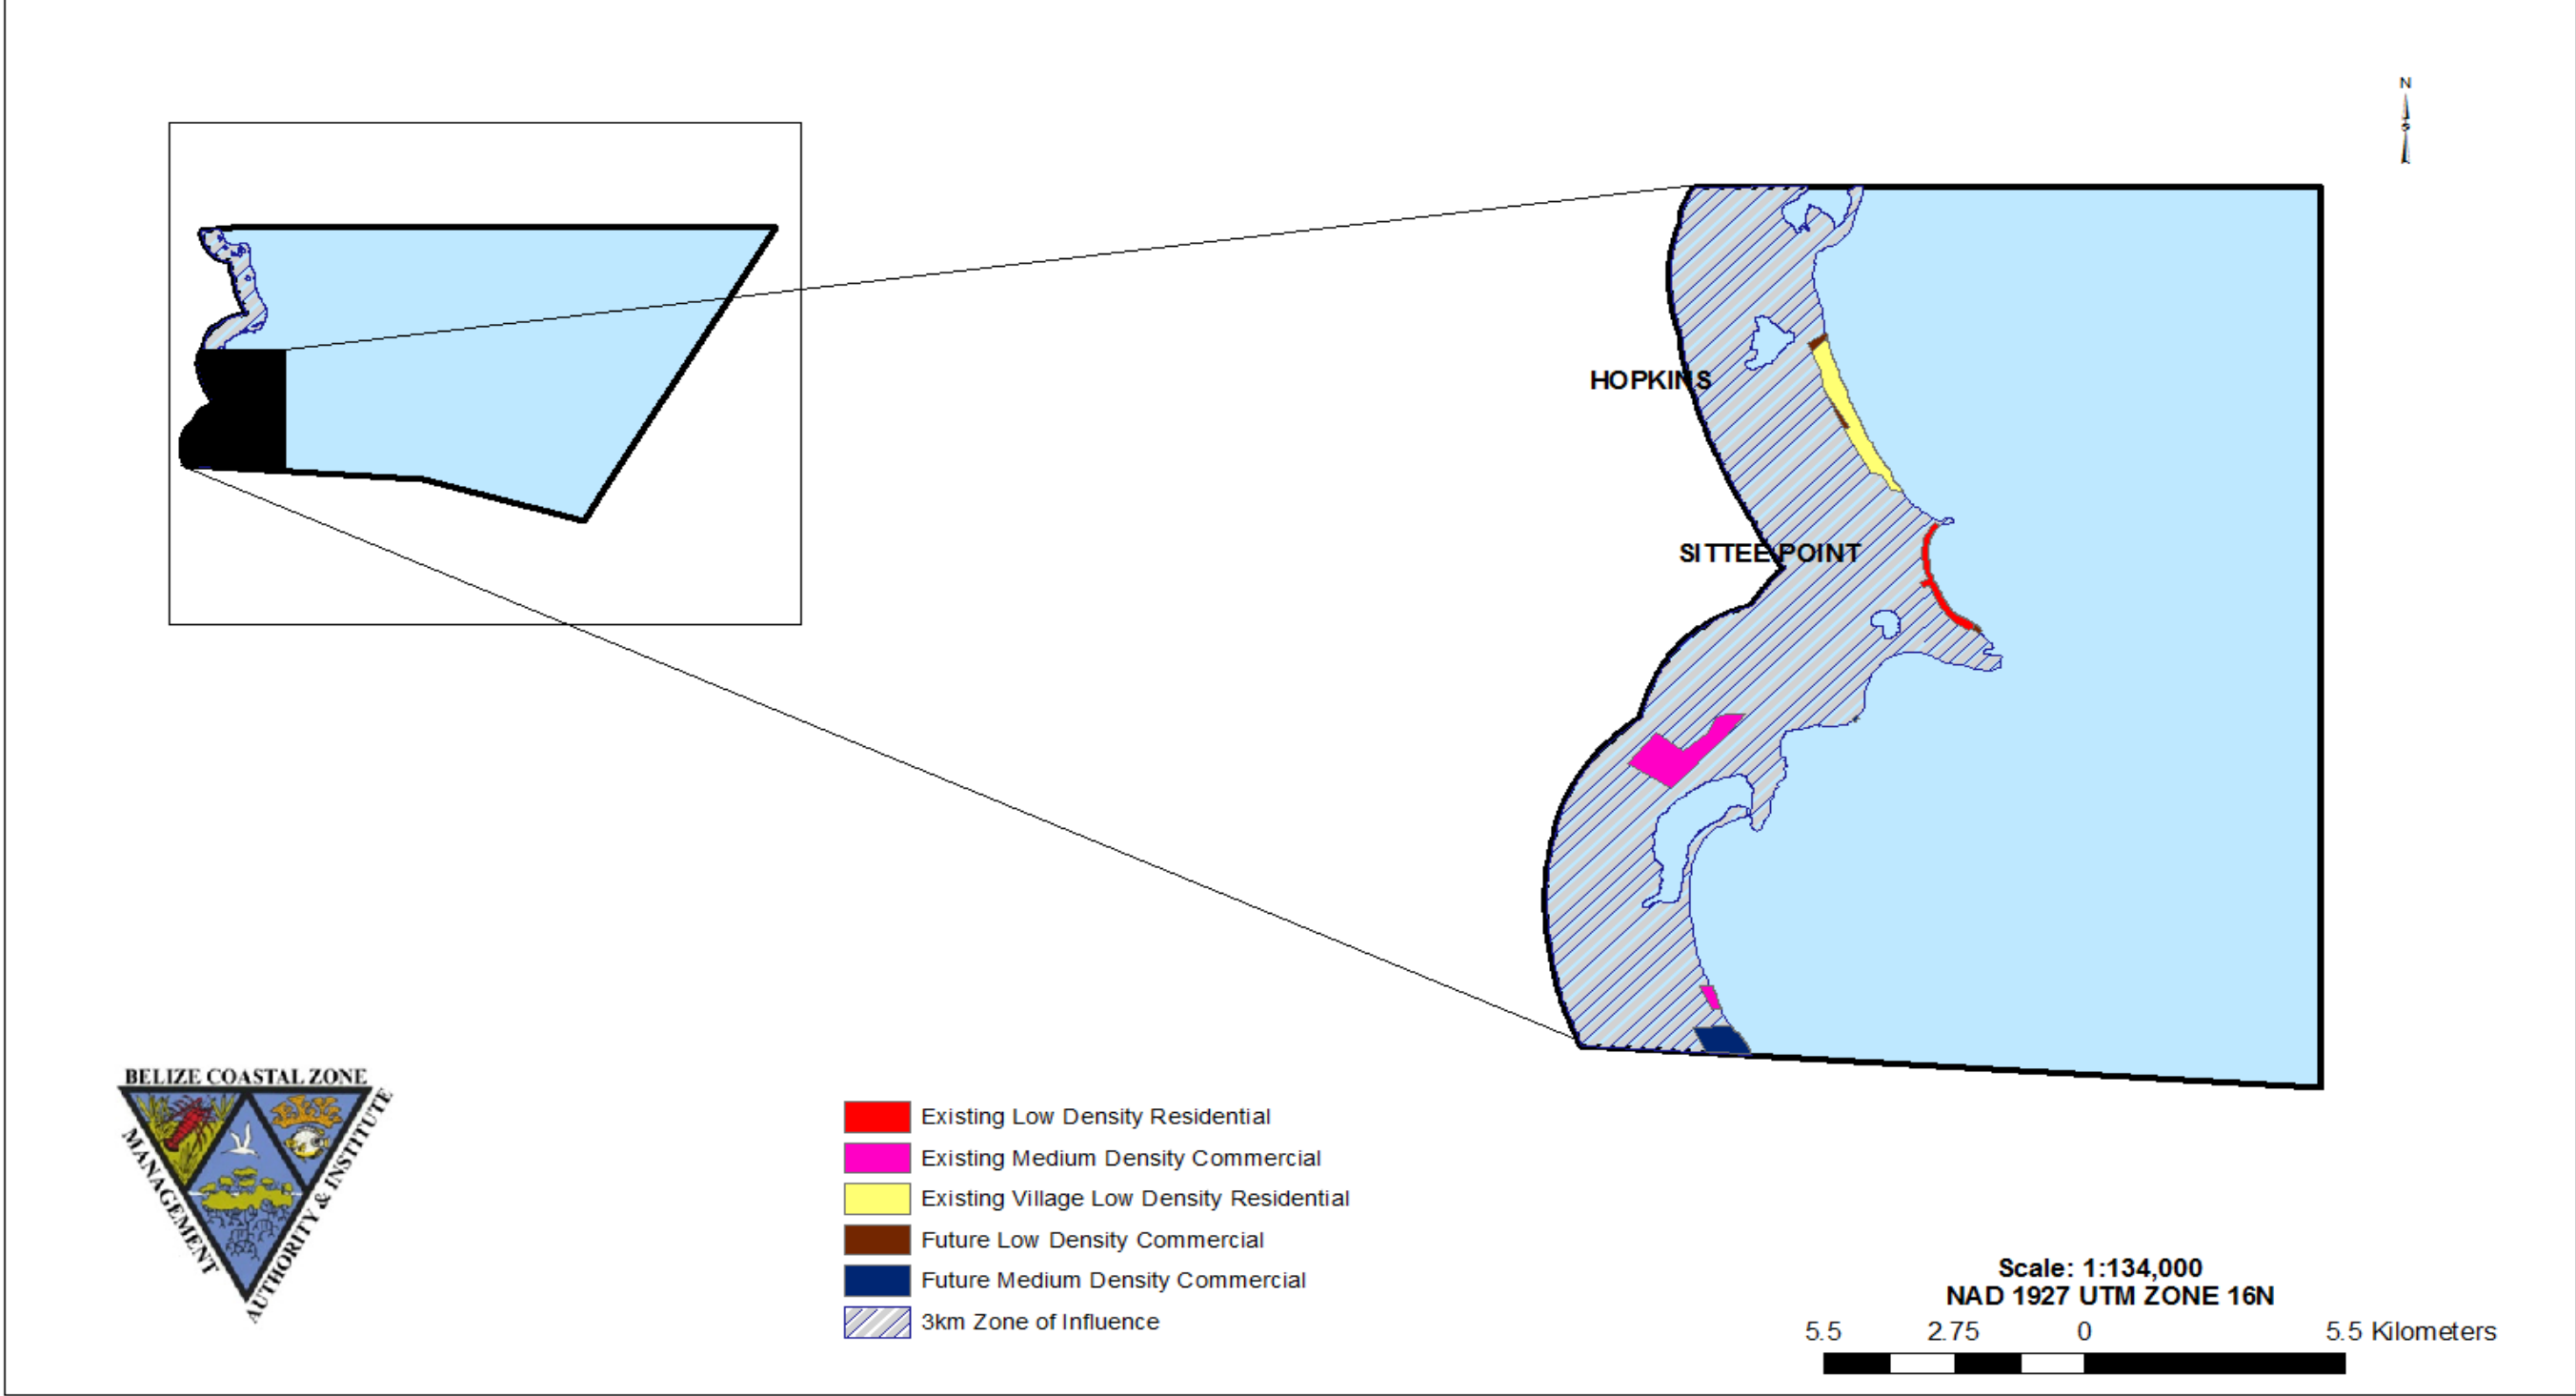 N
S
HOPKINS
SITTEE POINT
BELIZE COASTAL ZONE
MANAGEMENT
AUTHORITY & INSTITUTE
Existing Low Density Residential
Existing Medium Density Commercial
Existing Village Low Density Residential
Future Low Density Commercial
Future Medium Density Commercial
3km Zone of Influence
Scale: 1:134,000
NAD 1927 UTM ZONE 16N
5.5 2.75 0 5.5 Kilometers